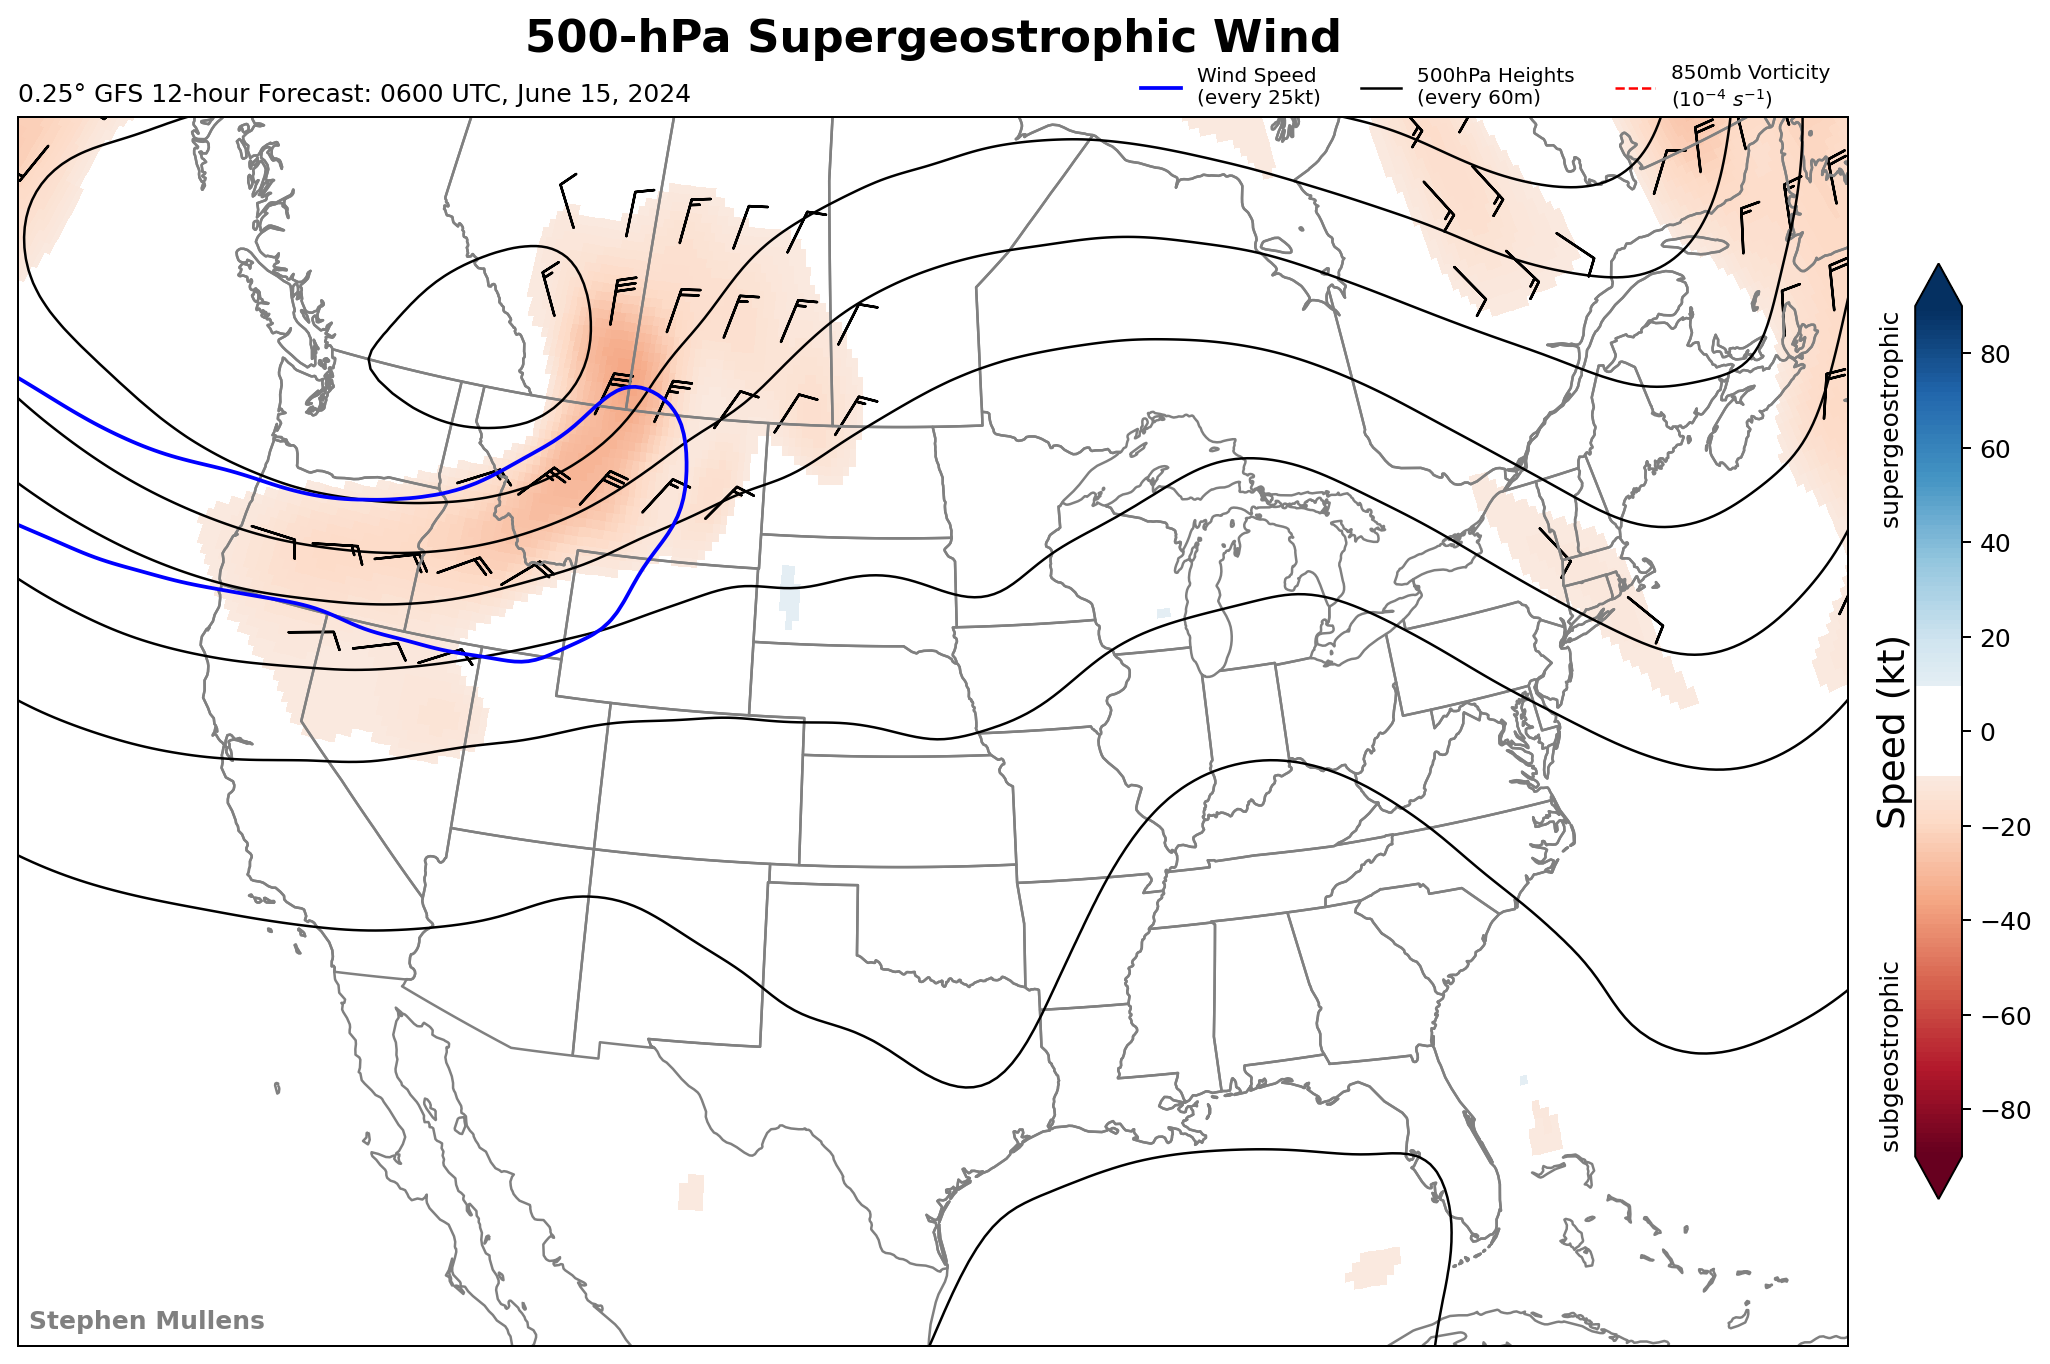 500-hPa Supergeostrophic Wind
0.25° GFS 12-hour Forecast: 0600 UTC, June 15, 2024
Wind Speed
(every 25kt)
500hPa Heights
(every 60m)
850mb Vorticity
(10⁻⁴ s⁻¹)
supergeostrophic
Speed (kt)
subgeostrophic
80
60
40
20
0
−20
−40
−60
−80
Stephen Mullens